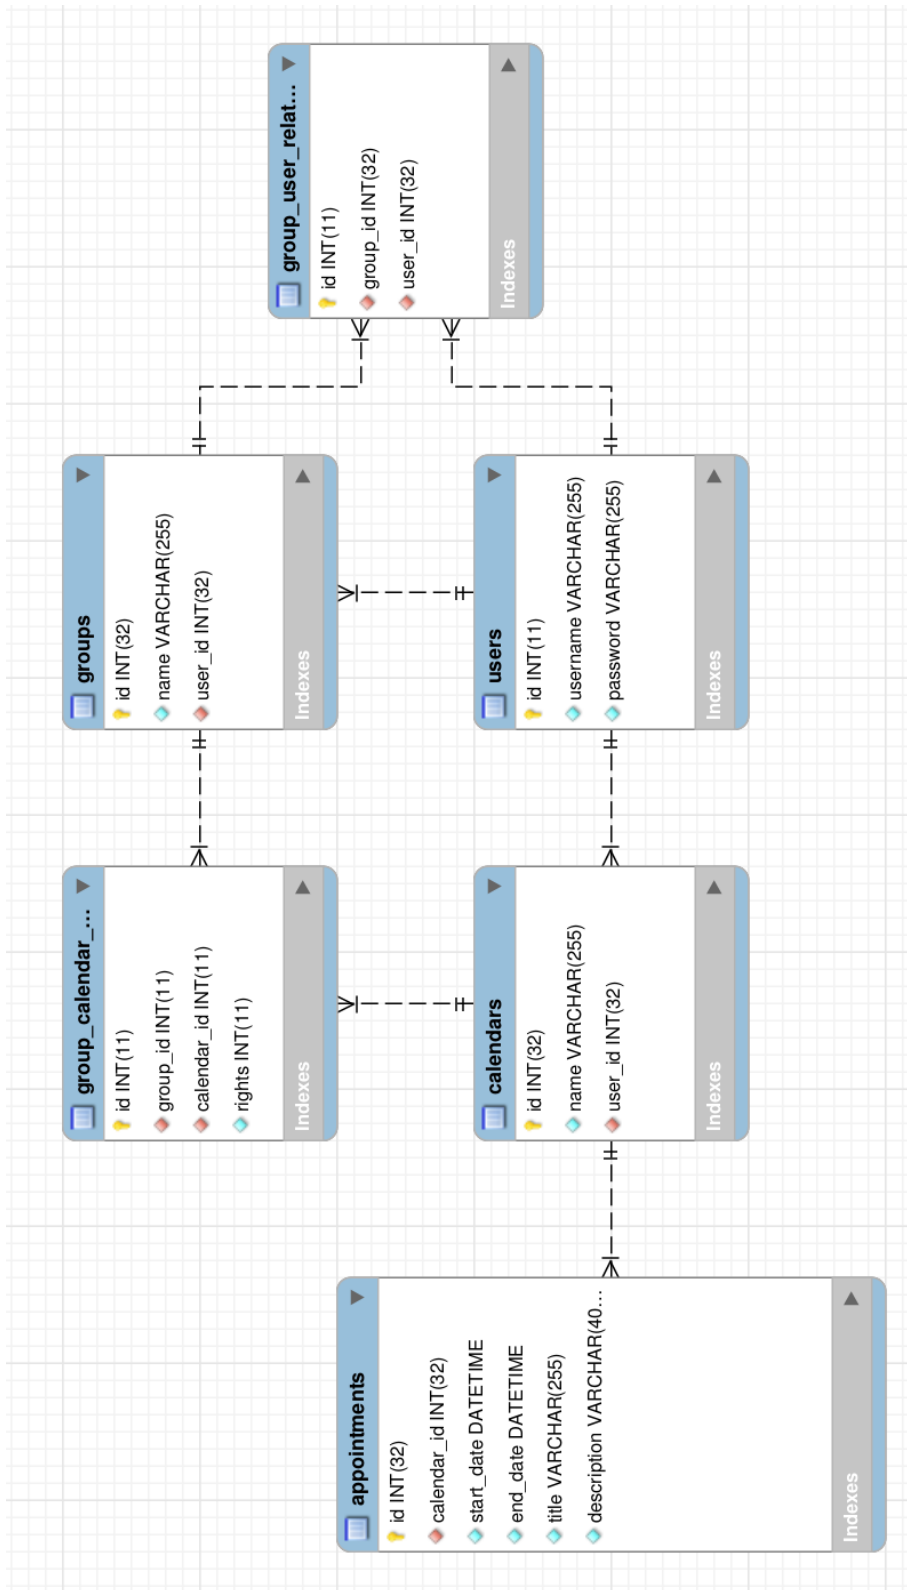 appointments
id INT(32)
calendar_id INT(32)
start_date DATETIME
end_date DATETIME
title VARCHAR(255)
description VARCHAR(40...
Indexes
group_calendar_...
id INT(11)
group_id INT(11)
calendar_id INT(11)
rights INT(11)
Indexes
calendars
id INT(32)
name VARCHAR(255)
user_id INT(32)
Indexes
groups
id INT(32)
name VARCHAR(255)
user_id INT(32)
Indexes
users
id INT(11)
username VARCHAR(255)
password VARCHAR(255)
Indexes
group_user_relat...
id INT(11)
group_id INT(32)
user_id INT(32)
Indexes